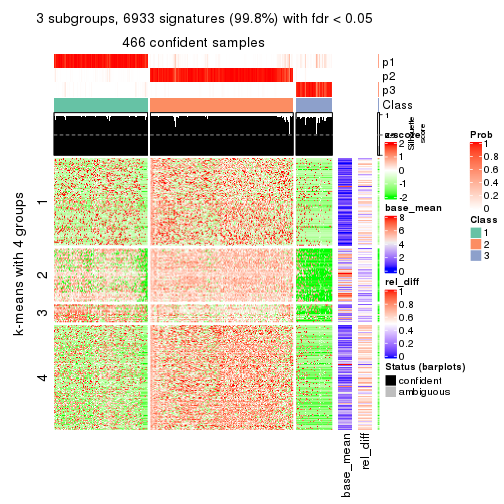 3 subgroups, 6933 signatures (99.8%) with fdr < 0.05
466 confident samples
p1
p2
p3
Class
1
Silhouette
score
k-means with 4 groups
1
2
3
4
base_mean
rel_diff
z-score
2
1
0
-1
-2
base_mean
8
6
4
2
0
rel_diff
1
0.8
0.6
0.4
0.2
0
Status (barplots)
confident
ambiguous
Prob
1
0.8
0.6
0.4
0.2
0
Class
1
2
3